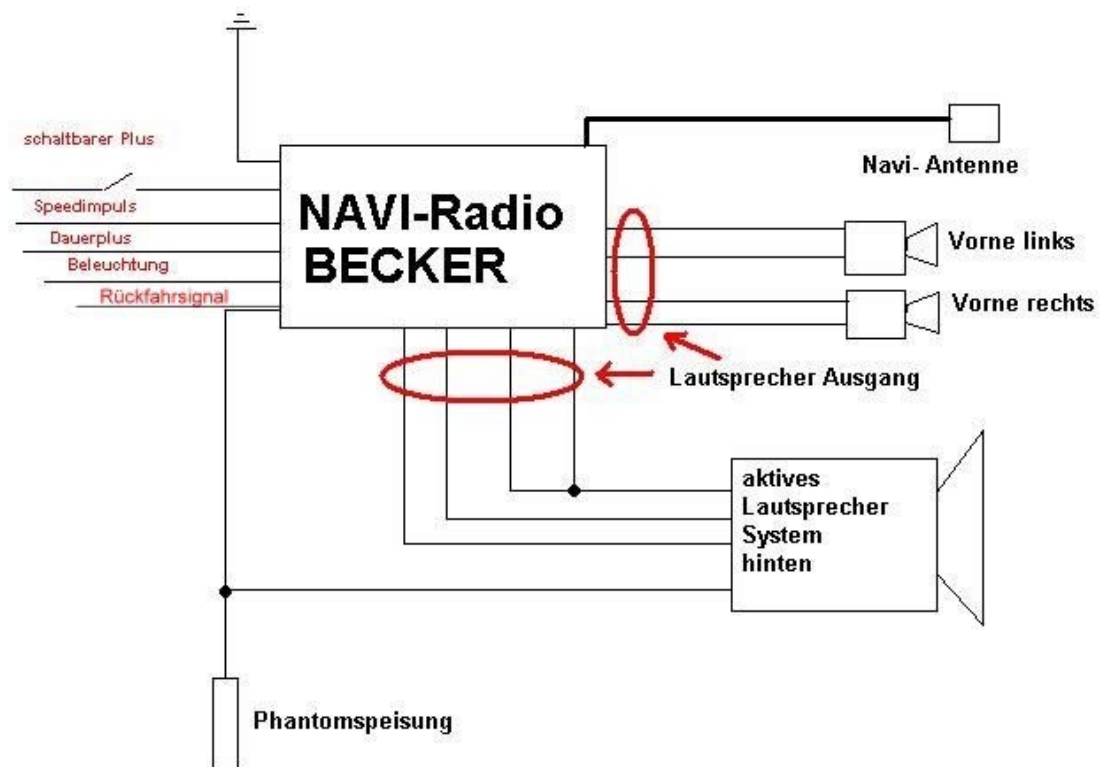 schaltbarer Plus
Speedimpuls
Dauerplus
Beleuchtung
Rückfahrsignal
NAVI-Radio
BECKER
Navi- Antenne
Vorne links
Vorne rechts
Lautsprecher Ausgang
aktives
Lautsprecher
System
hinten
Phantomspeisung